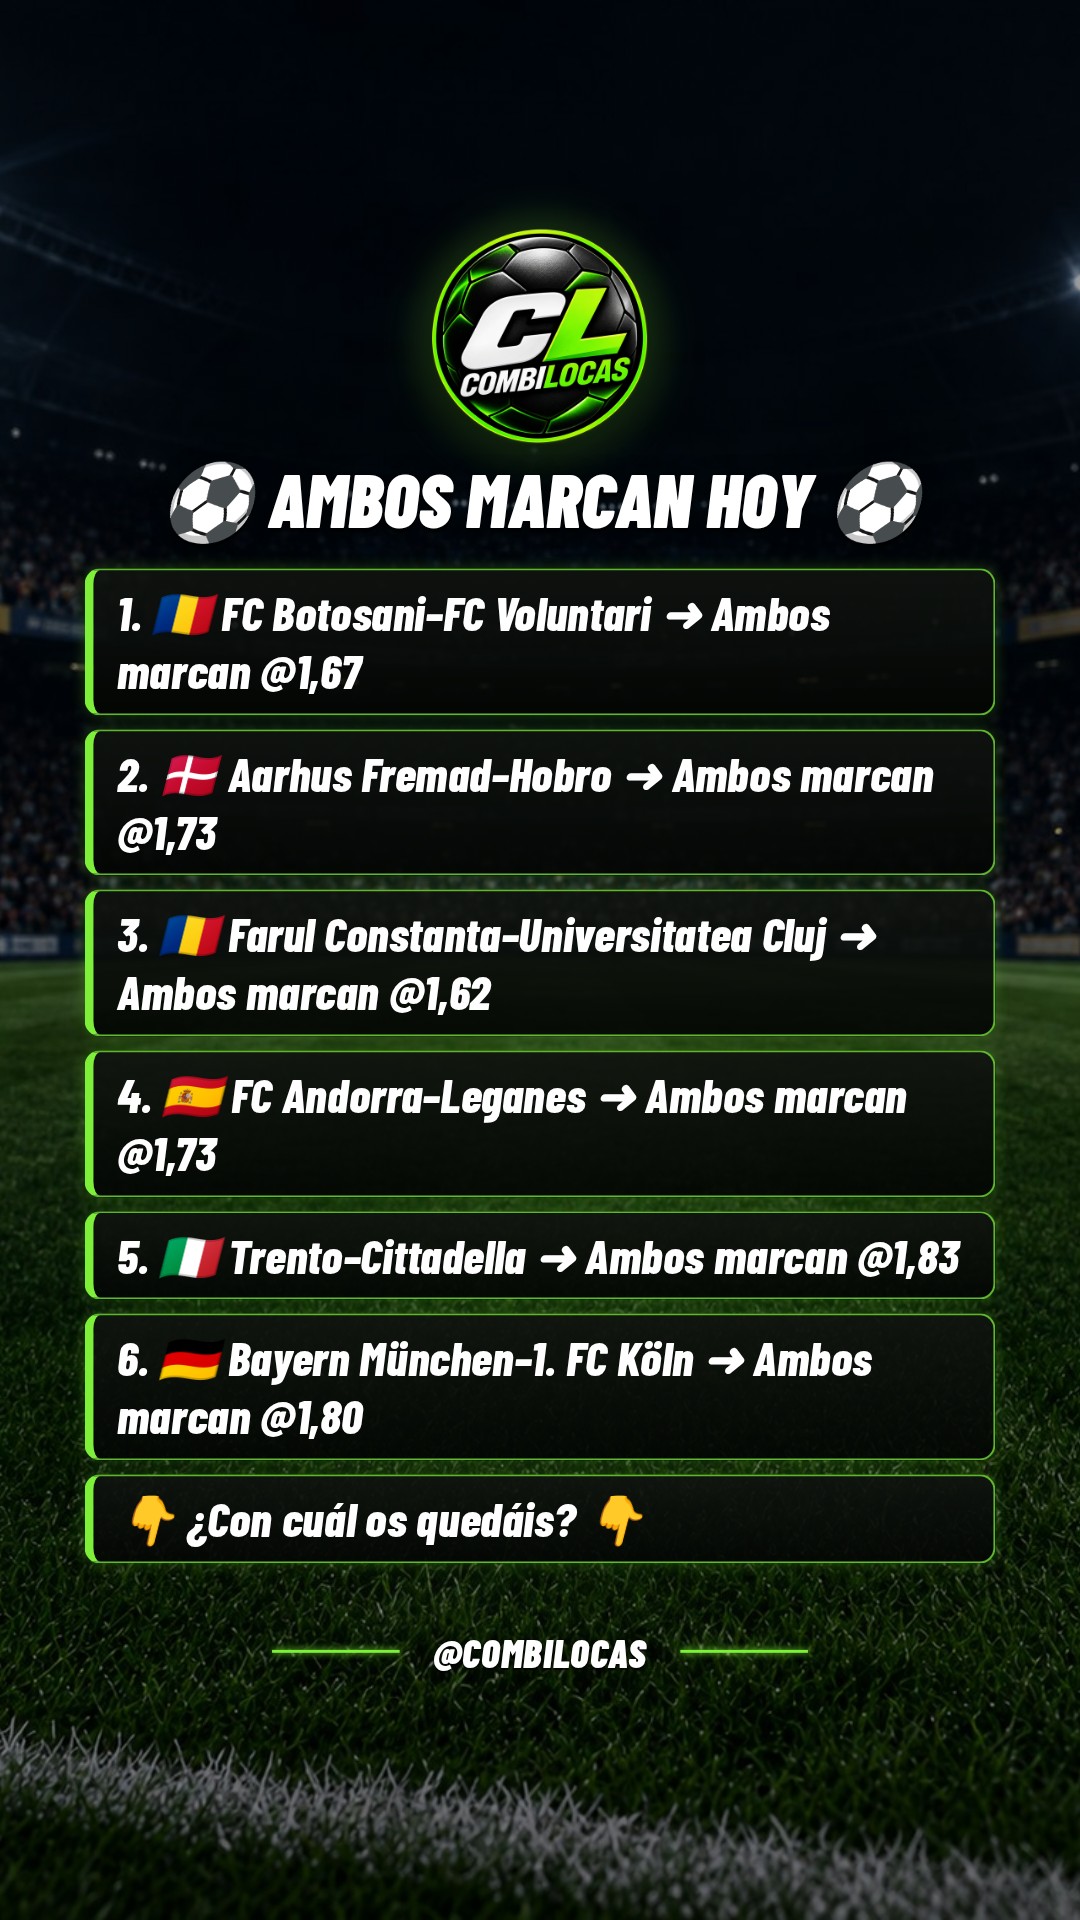 CL
COMBILOCAS
⚽ AMBOS MARCAN HOY ⚽
1. 🇷🇴 FC Botosani-FC Voluntari ➜ Ambos
marcan @1,67
2. 🇩🇰 Aarhus Fremad-Hobro ➜ Ambos marcan
@1,73
3. 🇷🇴 Farul Constanta-Universitatea Cluj ➜
Ambos marcan @1,62
4. 🇪🇸 FC Andorra-Leganes ➜ Ambos marcan
@1,73
5. 🇮🇹 Trento-Cittadella ➜ Ambos marcan @1,83
6. 🇩🇪 Bayern München-1. FC Köln ➜ Ambos
marcan @1,80
👇 ¿Con cuál os quedáis? 👇
@COMBILOCAS